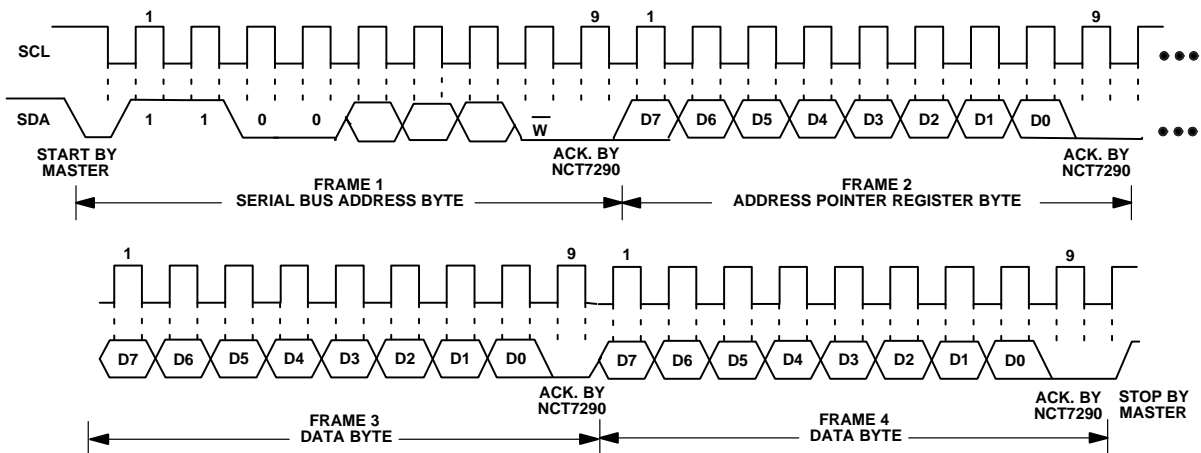 1 9 1 9
SCL
SDA 1 1 0 0 W D7 D6 D5 D4 D3 D2 D1 D0
START BY
MASTER
ACK. BY
NCT7290
ACK. BY
NCT7290
FRAME 1
SERIAL BUS ADDRESS BYTE
FRAME 2
ADDRESS POINTER REGISTER BYTE
1 9 1 9
D7 D6 D5 D4 D3 D2 D1 D0 D7 D6 D5 D4 D3 D2 D1 D0
ACK. BY
NCT7290
ACK. BY
NCT7290
STOP BY
MASTER
FRAME 3
DATA BYTE
FRAME 4
DATA BYTE